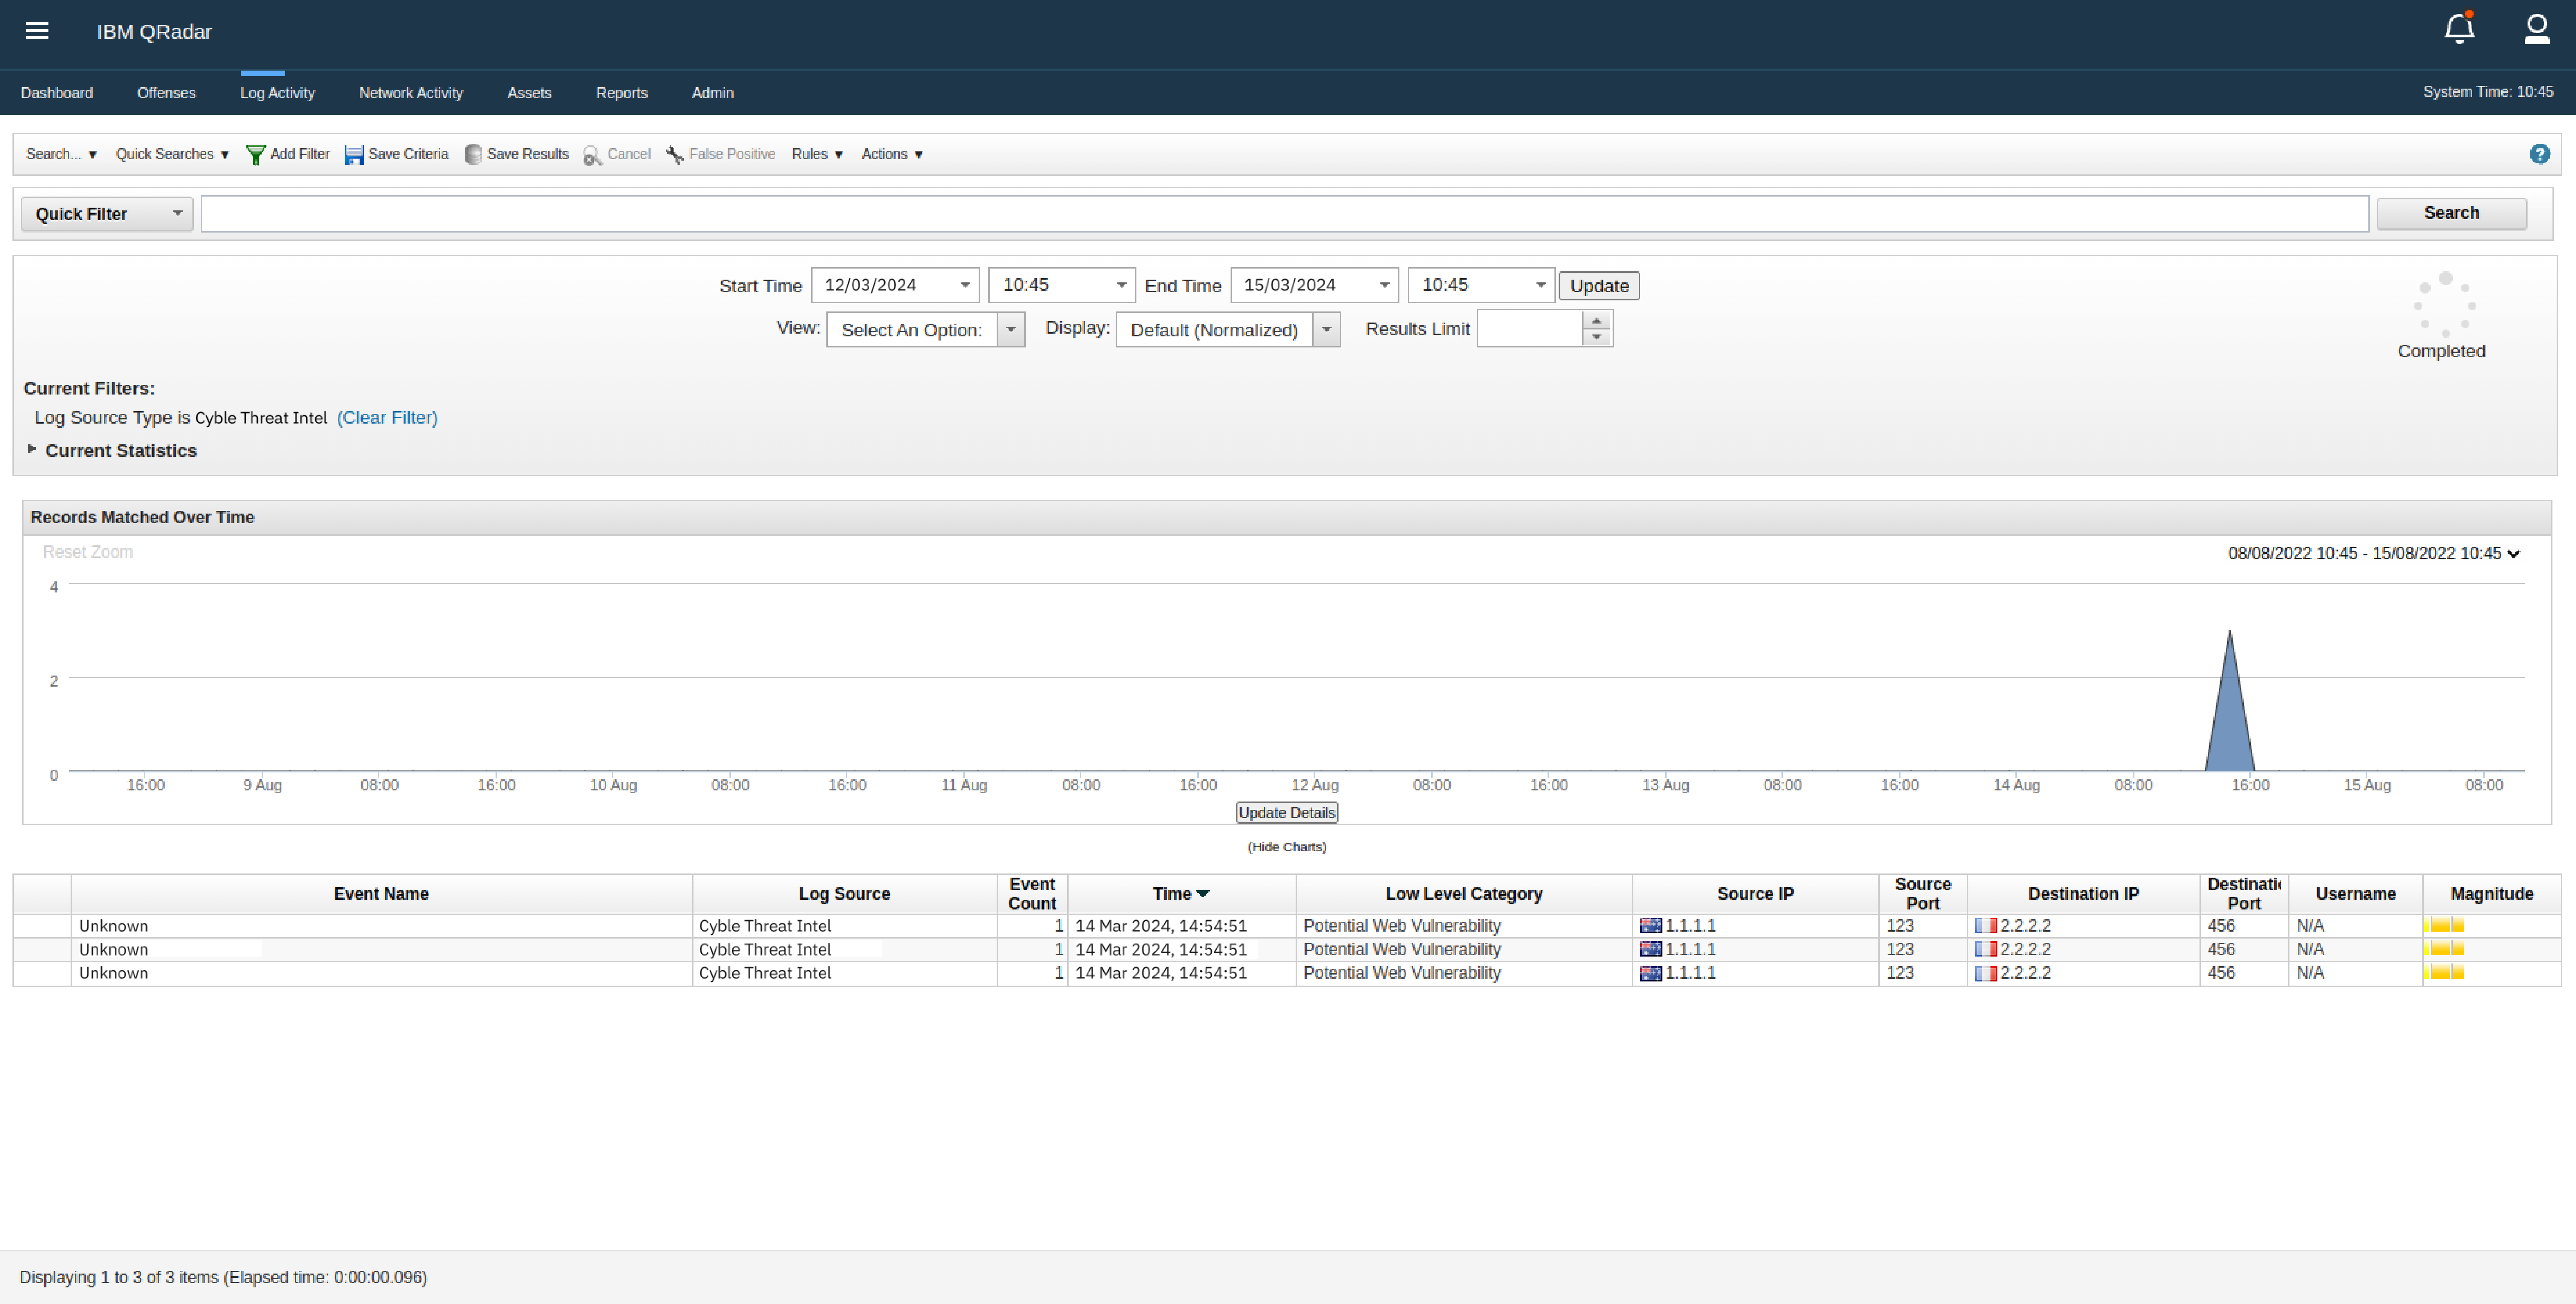 IBM QRadar
Dashboard Offenses Log Activity Network Activity Assets Reports Admin System Time: 10:45
Search... ▼ Quick Searches ▼ Add Filter Save Criteria Save Results Cancel False Positive Rules ▼ Actions ▼ ?
Quick Filter Search
Start Time 12/03/2024 10:45 End Time 15/03/2024 10:45 Update
View: Select An Option: Display: Default (Normalized) Results Limit
Completed
Current Filters:
Log Source Type is Cyble Threat Intel (Clear Filter)
Current Statistics
Records Matched Over Time
Reset Zoom 08/08/2022 10:45 - 15/08/2022 10:45
4
2
0
16:00 9 Aug 08:00 16:00 10 Aug 08:00 16:00 11 Aug 08:00 16:00 12 Aug 08:00 16:00 13 Aug 08:00 16:00 14 Aug 08:00 16:00 15 Aug 08:00
Update Details
(Hide Charts)
Event Name Log Source Event Count Time Low Level Category Source IP Source Port Destination IP Destinati Port Username Magnitude
Unknown Cyble Threat Intel 1 14 Mar 2024, 14:54:51 Potential Web Vulnerability 1.1.1.1 123 2.2.2.2 456 N/A
Unknown Cyble Threat Intel 1 14 Mar 2024, 14:54:51 Potential Web Vulnerability 1.1.1.1 123 2.2.2.2 456 N/A
Unknown Cyble Threat Intel 1 14 Mar 2024, 14:54:51 Potential Web Vulnerability 1.1.1.1 123 2.2.2.2 456 N/A
Displaying 1 to 3 of 3 items (Elapsed time: 0:00:00.096)